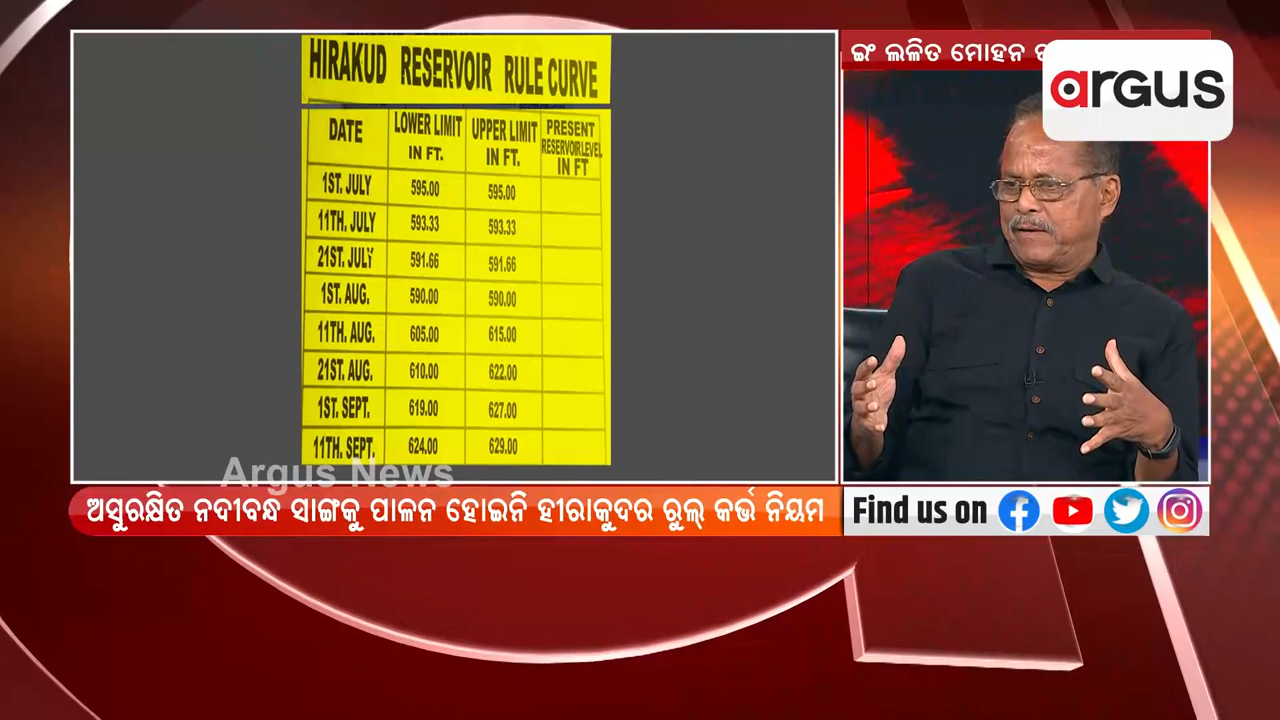 HIRAKUD RESERVOIR RULE CURVE
DATE LOWER LIMIT IN FT. UPPER LIMIT IN FT. PRESENT RESERVOIR LEVEL IN FT
1ST. JULY 595.00 595.00
11TH. JULY 593.33 593.33
21ST. JULY 591.66 591.66
1ST. AUG. 590.00 590.00
11TH. AUG. 605.00 615.00
21ST. AUG. 610.00 622.00
1ST. SEPT. 619.00 627.00
11TH. SEPT. 624.00 629.00
ଇଂ ଲଳିତ ମୋହନ
argus
Argus News
ଅସୁରକ୍ଷିତ ନଦୀବନ୍ଧ ସାଙ୍ଗକୁ ପାଳନ ହୋଇନି ହୀରାକୁଦର ରୁଲ୍ କର୍ଭ ନିୟମ
Find us on